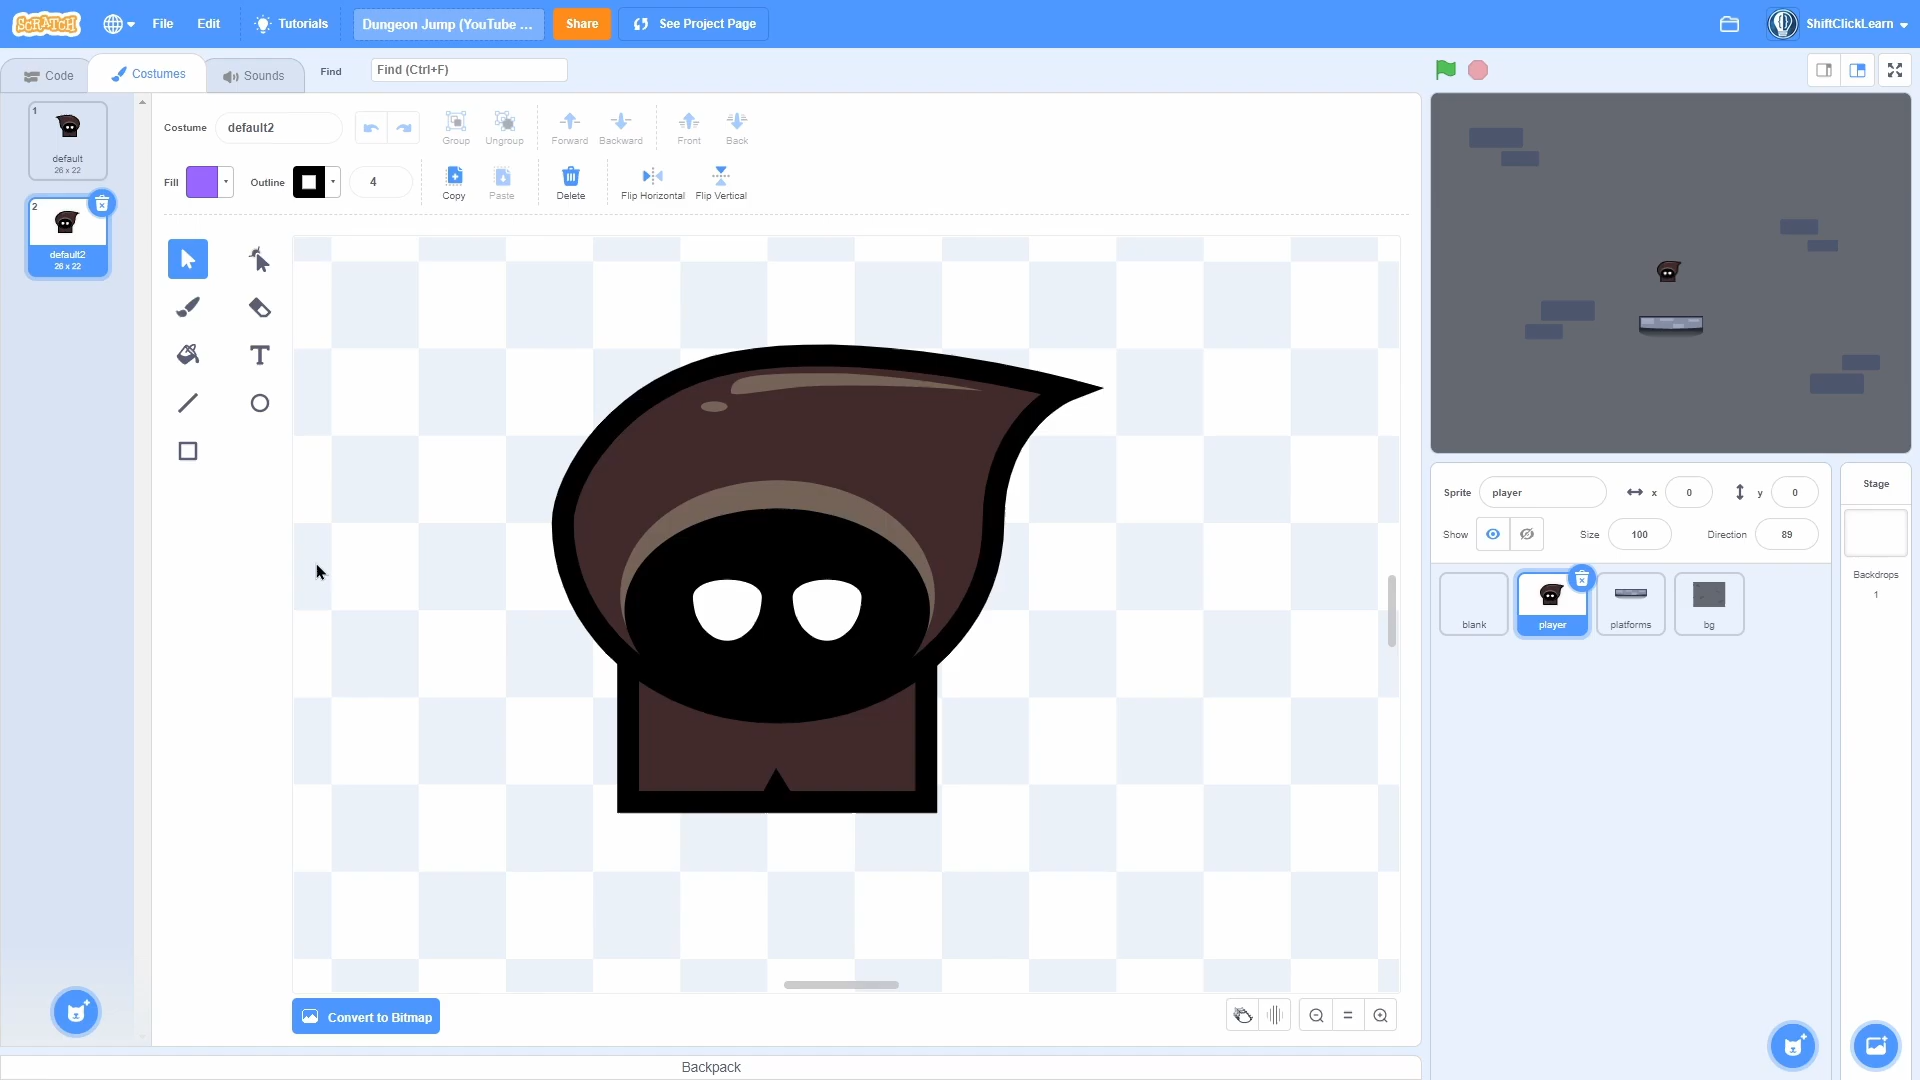 SCRATCH File Edit Tutorials Dungeon Jump (YouTube ... Share See Project Page ShiftClickLearn
Code Costumes Sounds Find Find (Ctrl+F)
1
default
26 x 22
2
default2
26 x 22
Costume default2 Group Ungroup Forward Backward Front Back
Fill Outline 4 Copy Paste Delete Flip Horizontal Flip Vertical
T
Convert to Bitmap
Backpack
Sprite player x 0 y 0
Show Size 100 Direction 89
blank player platforms bg
Stage
Backdrops
1